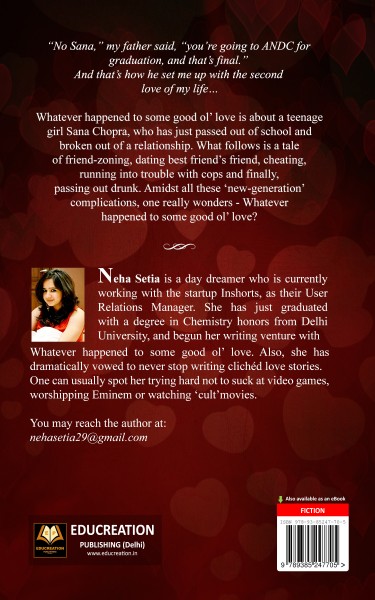 “No Sana,” my father said, “you’re going to ANDC for
graduation, and that’s final.”
And that’s how he set me up with the second
love of my life…
Whatever happened to some good ol’ love is about a teenage
girl Sana Chopra, who has just passed out of school and
broken out of a relationship. What follows is a tale
of friend-zoning, dating best friend’s friend, cheating,
running into trouble with cops and finally,
passing out drunk. Amidst all these ‘new-generation’
complications, one really wonders - Whatever
happened to some good ol’ love?
Neha Setia is a day dreamer who is currently
working with the startup Inshorts, as their User
Relations Manager. She has just graduated
with a degree in Chemistry honors from Delhi
University, and begun her writing venture with
Whatever happened to some good ol’ love. Also, she has
dramatically vowed to never stop writing clichéd love stories.
One can usually spot her trying hard not to suck at video games,
worshipping Eminem or watching ‘cult’movies.
You may reach the author at:
nehasetia29@gmail.com
EDUCREATION
EDUCREATION
PUBLISHING (Delhi)
www.educreation.in
Also available as an eBook
FICTION
ISBN 978-93-85247-70-5
9 789385 247705 >